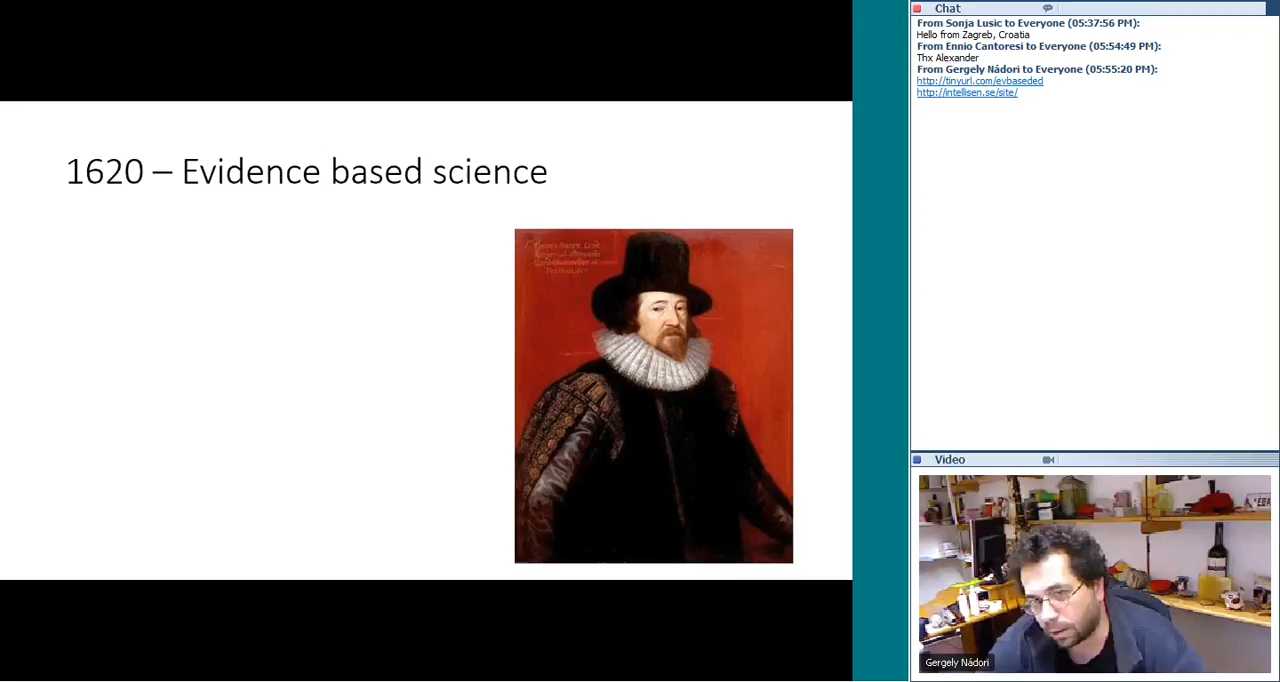 1620 – Evidence based science
Chat
From Sonja Lusic to Everyone (05:37:56 PM):
Hello from Zagreb, Croatia
From Ennio Cantoresi to Everyone (05:54:49 PM):
Thx Alexander
From Gergely Nádori to Everyone (05:55:20 PM):
http://tinyurl.com/evbaseded
http://intellisen.se/site/
Video
Gergely Nádori